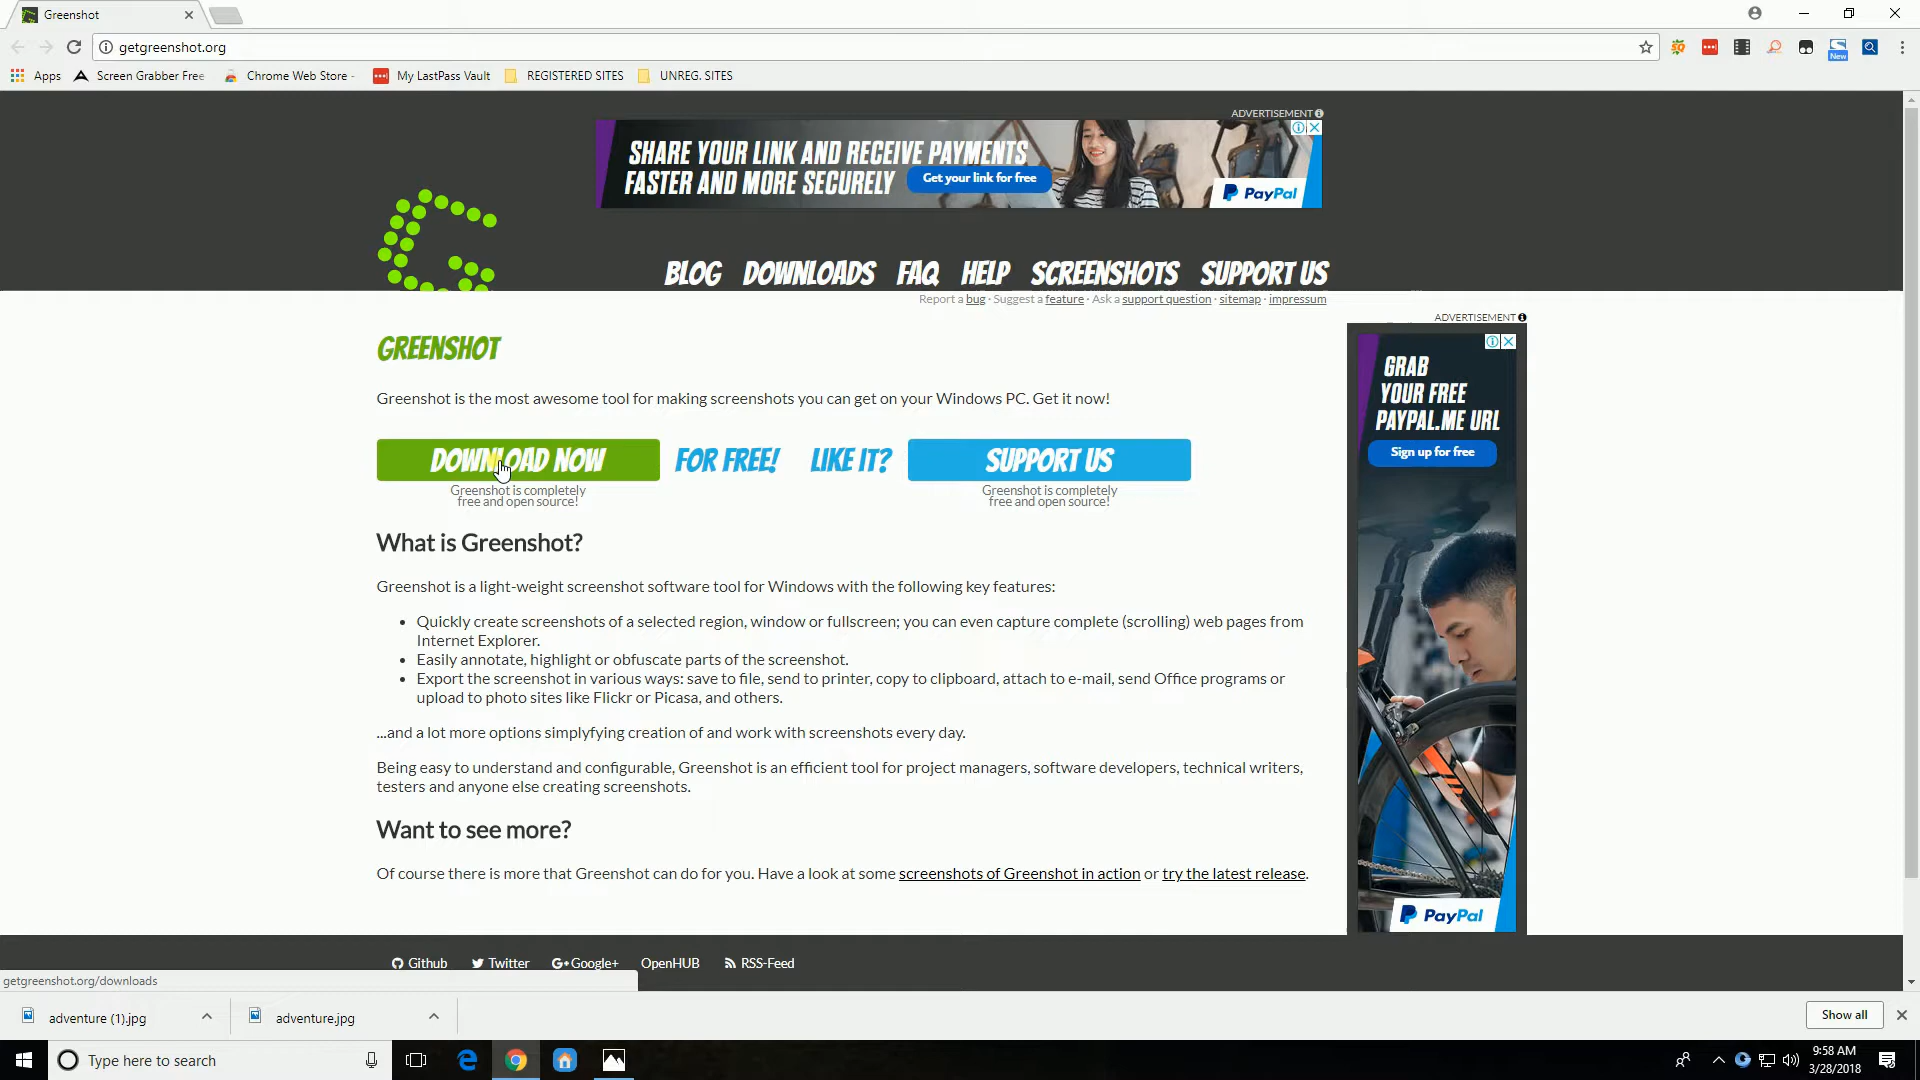 Greenshot
getgreenshot.org
Apps
Screen Grabber Free
Chrome Web Store -
My LastPass Vault
REGISTERED SITES
UNREG. SITES
New
ADVERTISEMENT
SHARE YOUR LINK AND RECEIVE PAYMENTS
FASTER AND MORE SECURELY
Get your link for free
PayPal
BLOG DOWNLOADS FAQ HELP SCREENSHOTS SUPPORT US
Report a bug · Suggest a feature · Ask a support question · sitemap · impressum
ADVERTISEMENT
GREENSHOT
Greenshot is the most awesome tool for making screenshots you can get on your Windows PC. Get it now!
DOWNLOAD NOW FOR FREE! LIKE IT? SUPPORT US
Greenshot is completely
free and open source!
Greenshot is completely
free and open source!
What is Greenshot?
Greenshot is a light-weight screenshot software tool for Windows with the following key features:
• Quickly create screenshots of a selected region, window or fullscreen; you can even capture complete (scrolling) web pages from
Internet Explorer.
• Easily annotate, highlight or obfuscate parts of the screenshot.
• Export the screenshot in various ways: save to file, send to printer, copy to clipboard, attach to e-mail, send Office programs or
upload to photo sites like Flickr or Picasa, and others.
...and a lot more options simplyfying creation of and work with screenshots every day.
Being easy to understand and configurable, Greenshot is an efficient tool for project managers, software developers, technical writers,
testers and anyone else creating screenshots.
Want to see more?
Of course there is more that Greenshot can do for you. Have a look at some screenshots of Greenshot in action or try the latest release.
GRAB
YOUR FREE
PAYPAL.ME URL
Sign up for free
PayPal
Github Twitter Google+ OpenHUB RSS-Feed
getgreenshot.org/downloads
adventure (1).jpg
adventure.jpg
Show all
Type here to search
9:58 AM
3/28/2018